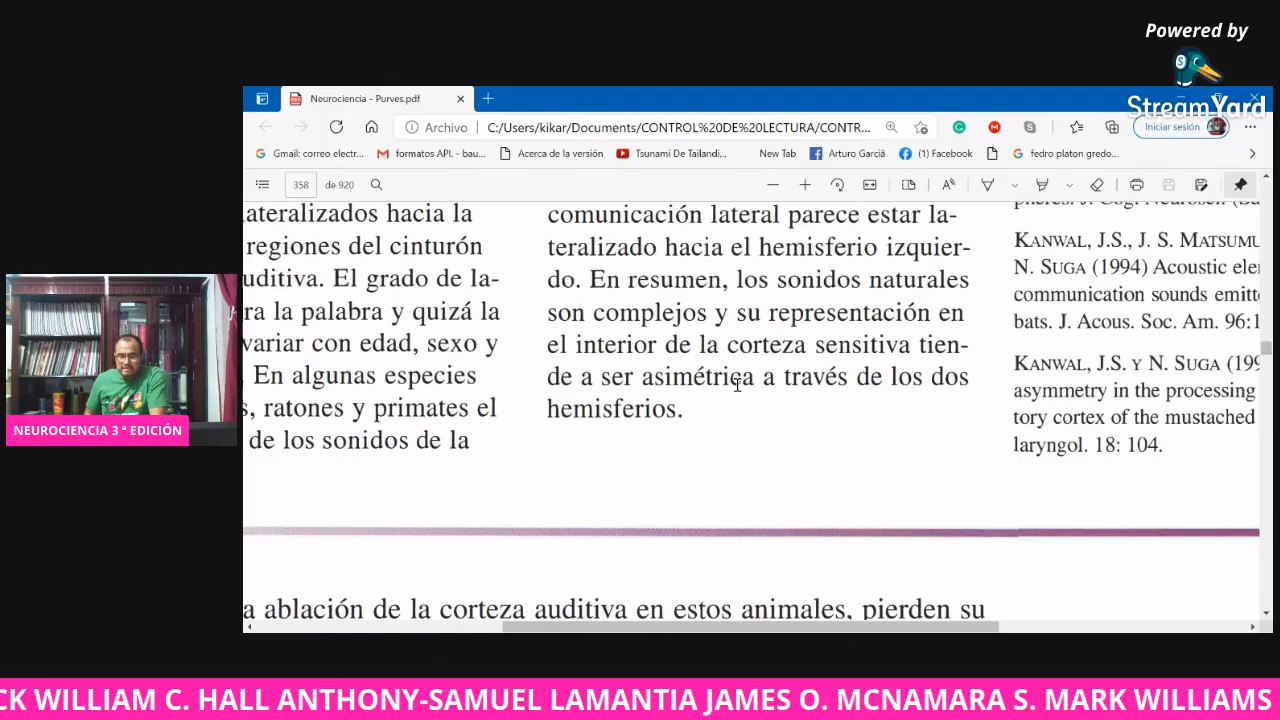 Powered by
StreamYard
Neurociencia - Purves.pdf
Archivo
C:/Users/kikar/Documents/CONTROL%20DE%20LECTURA/CONTR...
Iniciar sesión
Gmail: correo electr...
formatos APL. - bau...
Acerca de la versión
Tsunami De Tailandi...
New Tab
Arturo Garciâ
(1) Facebook
fedro platon gredo...
358
de 920
lateralizados hacia la
regiones del cinturón
uditiva. El grado de la-
ra la palabra y quizá la
variar con edad, sexo y
. En algunas especies
s, ratones y primates el
de los sonidos de la
comunicación lateral parece estar la-
teralizado hacia el hemisferio izquier-
do. En resumen, los sonidos naturales
son complejos y su representación en
el interior de la corteza sensitiva tien-
de a ser asimétrica a través de los dos
hemisferios.
KANWAL, J.S., J. S. MATSUMU
N. SUGA (1994) Acoustic ele
communication sounds emitt
bats. J. Acous. Soc. Am. 96:1
KANWAL, J.S. Y N. SUGA (199
asymmetry in the processing
tory cortex of the mustached
laryngol. 18: 104.
a ablación de la corteza auditiva en estos animales, pierden su
NEUROCIENCIA 3 ª EDICIÓN
CK WILLIAM C. HALL ANTHONY-SAMUEL LAMANTIA JAMES O. MCNAMARA S. MARK WILLIAMS